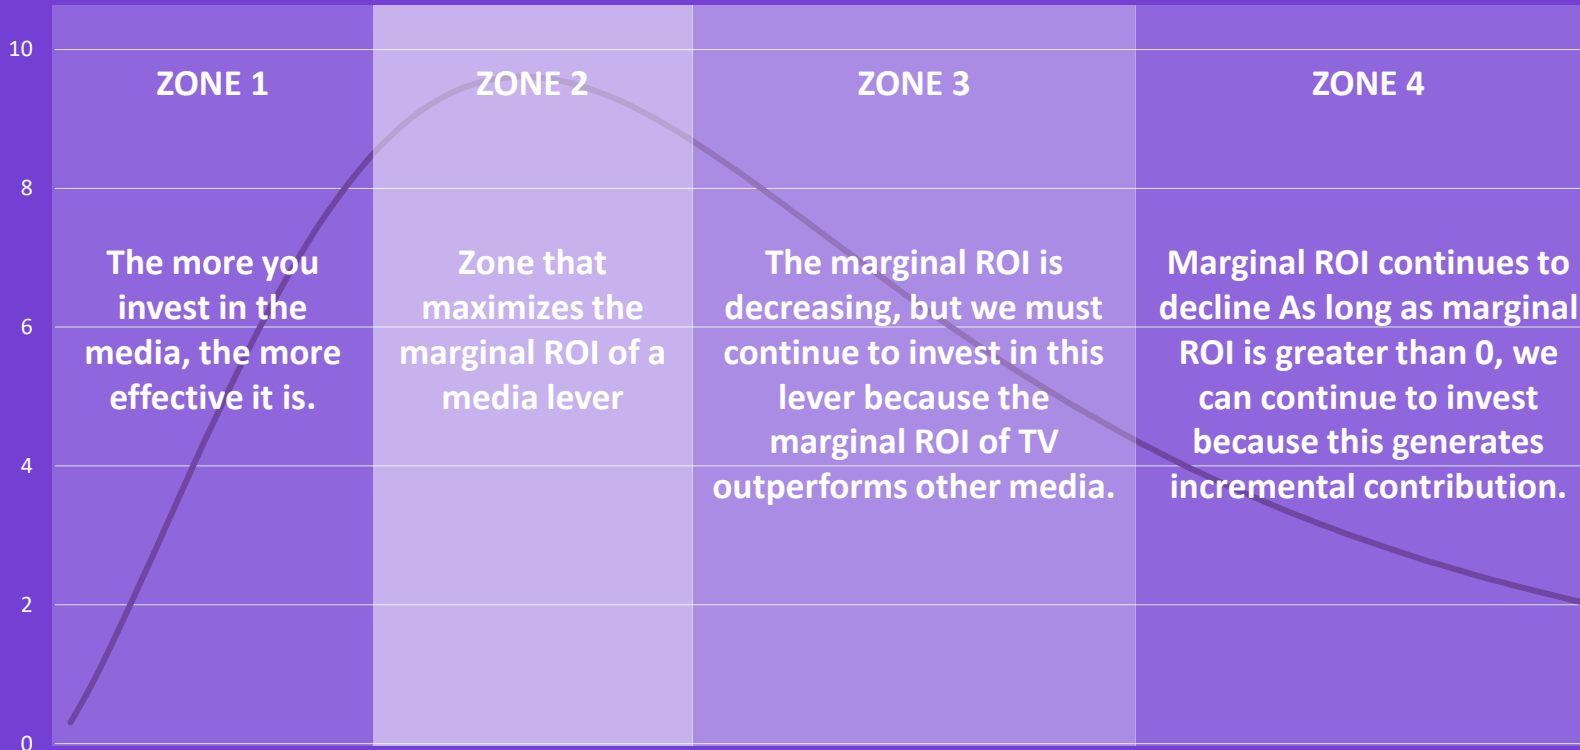 10
8
6
4
2
0
ZONE 1
The more you
invest in the
media, the more
effective it is.
ZONE 2
Zone that
maximizes the
marginal ROI of a
media lever
ZONE 3
The marginal ROI is
decreasing, but we must
continue to invest in this
lever because the
marginal ROI of TV
outperforms other media.
ZONE 4
Marginal ROI continues to
decline As long as marginal
ROI is greater than 0, we
can continue to invest
because this generates
incremental contribution.